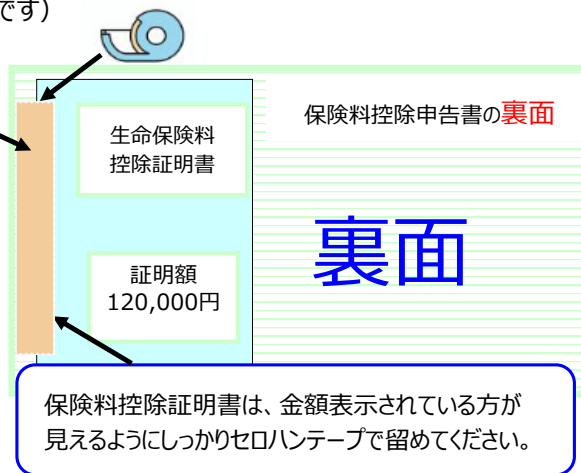 です）
生命保険料
控除証明書
保険料控除申告書の裏面
裏面
証明額
120,000円
保険料控除証明書は、金額表示されている方が
見えるようにしっかりセロハンテープで留めてください。